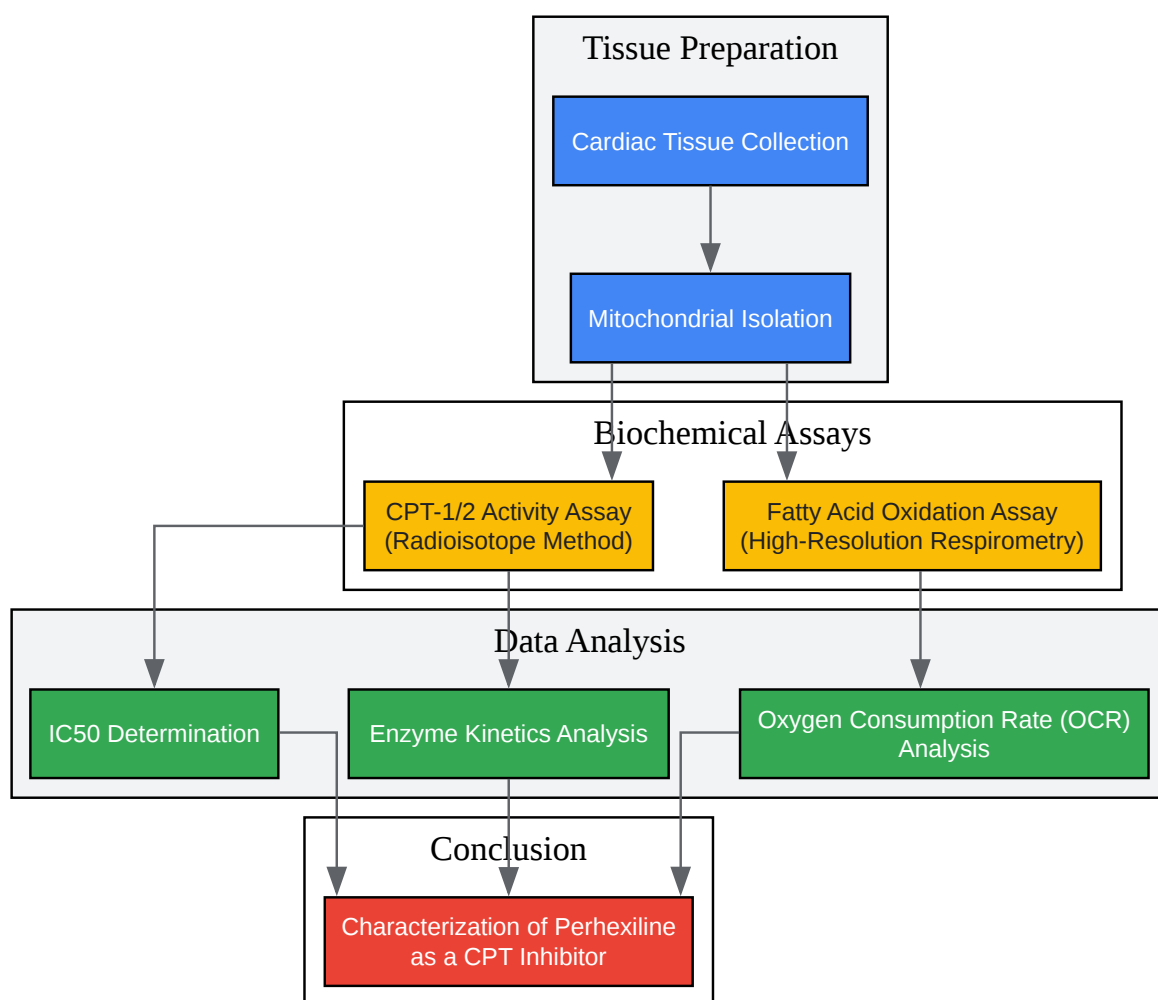 Tissue Preparation
Cardiac Tissue Collection
Mitochondrial Isolation
Biochemical Assays
CPT-1/2 Activity Assay
(Radioisotope Method)
Fatty Acid Oxidation Assay
(High-Resolution Respirometry)
Data Analysis
IC50 Determination
Enzyme Kinetics Analysis
Oxygen Consumption Rate (OCR)
Analysis
Conclusion
Characterization of Perhexiline
as a CPT Inhibitor